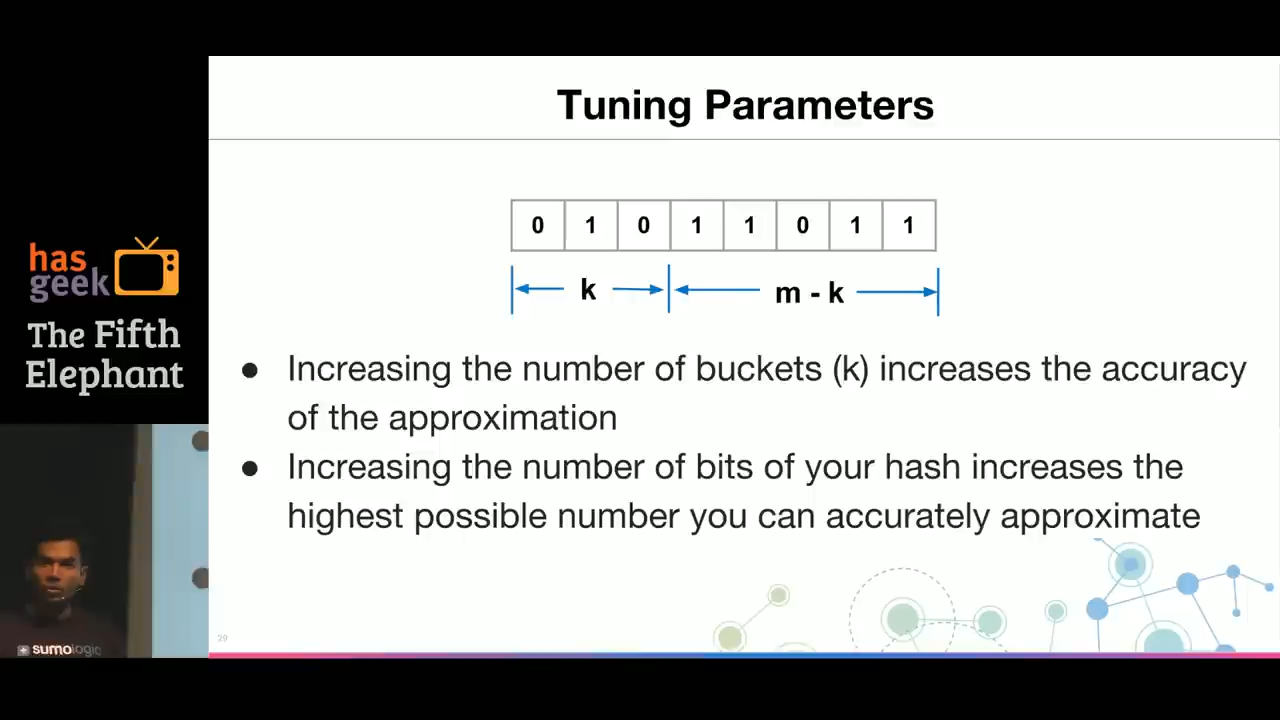 Tuning Parameters
0 1 0 1 1 0 1 1
k
m - k
● Increasing the number of buckets (k) increases the accuracy
of the approximation
● Increasing the number of bits of your hash increases the
highest possible number you can accurately approximate
29
has
geek
The Fifth
Elephant
sumologic